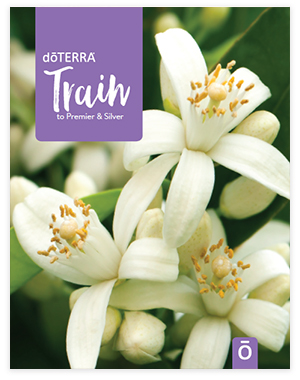 dōTERRA®
Train
to Premier & Silver
ō